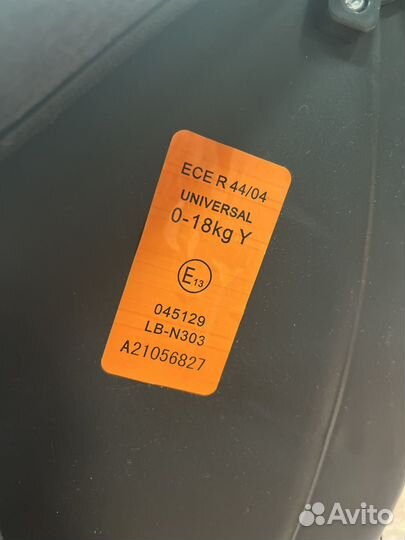 ECE R 44/04
UNIVERSAL
0-18kg Y
E13
045129
LB-N303
A21056827
Avito